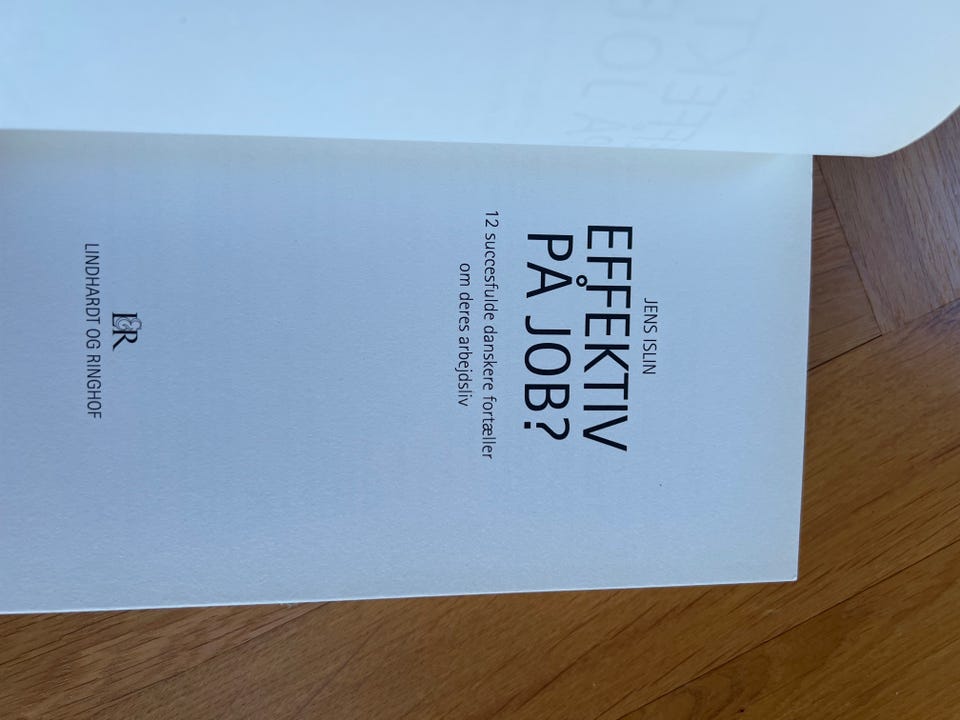 JENS ISLIN
EFFEKTIV
PÅ JOB?
12 succesfulde danskere fortæller
om deres arbejdsliv
L&R
LINDHARDT OG RINGHOF